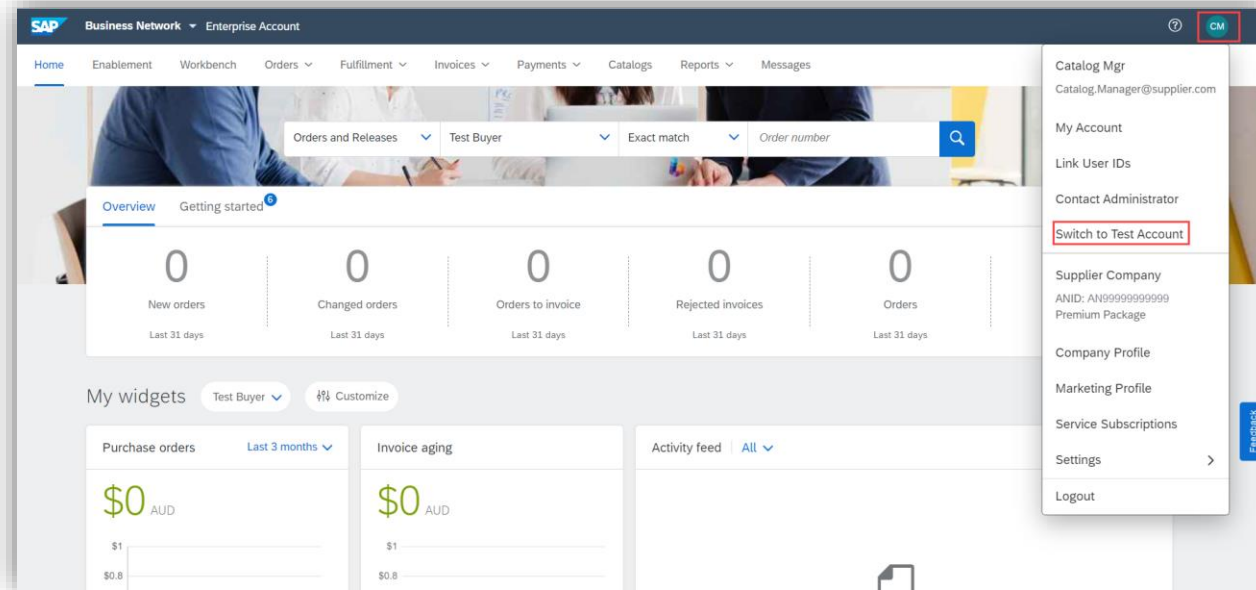 SAP Business Network Enterprise Account CM
Home Enablement Workbench Orders Fulfillment Invoices Payments Catalogs Reports Messages
Orders and Releases Test Buyer Exact match Order number
Overview Getting started 6
0 0 0 0 0
New orders Changed orders Orders to invoice Rejected invoices Orders
Last 31 days Last 31 days Last 31 days Last 31 days Last 31 days
My widgets Test Buyer Customize
Purchase orders Last 3 months Invoice aging Activity feed All
$0 AUD $0 AUD
$1 $1
$0.8 $0.8
Catalog Mgr
Catalog.Manager@supplier.com
My Account
Link User IDs
Contact Administrator
Switch to Test Account
Supplier Company
ANID: AN99999999999
Premium Package
Company Profile
Marketing Profile
Service Subscriptions
Settings
Logout
Feedback